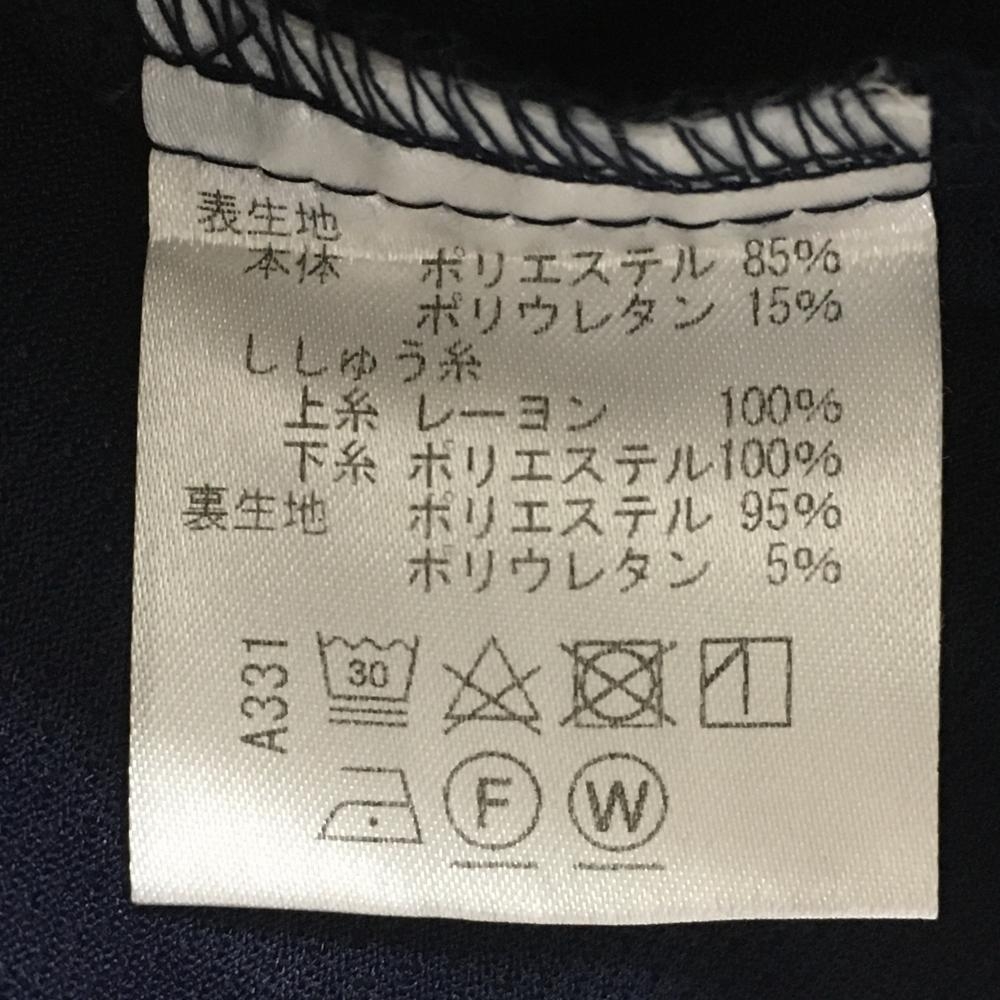 表生地
本体 ポリエステル 85%
ポリウレタン 15%
ししゅう糸
上糸 レーヨン 100%
下糸 ポリエステル100%
裏生地 ポリエステル 95%
ポリウレタン 5%
A331
30
F W